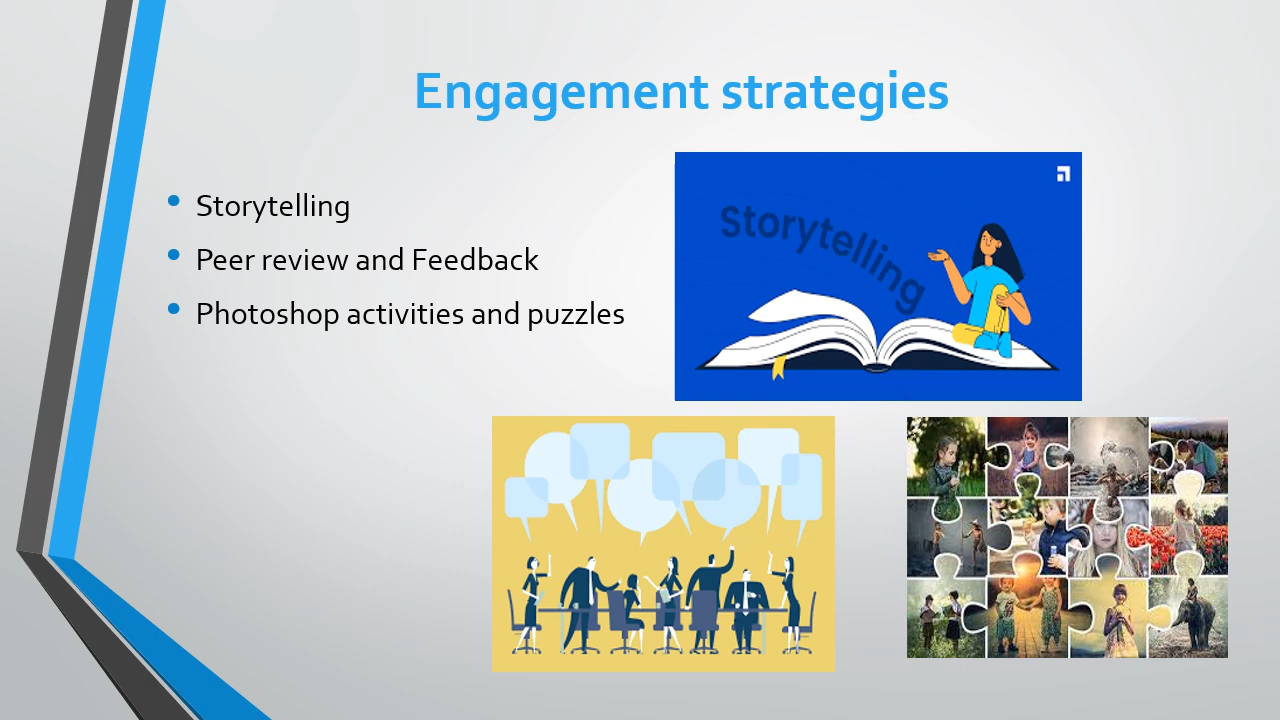 Engagement strategies
• Storytelling
• Peer review and Feedback
• Photoshop activities and puzzles
Storytelling